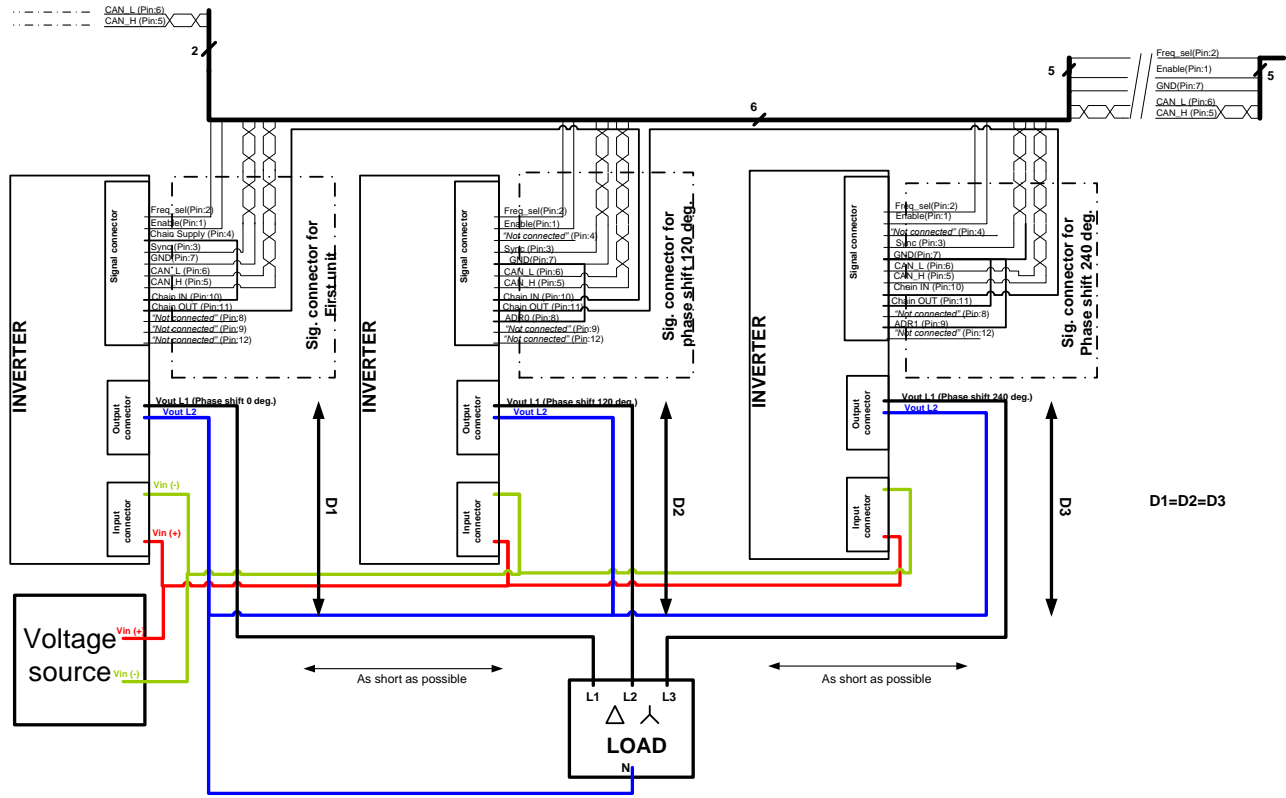 CAN_L (Pin:6)
CAN_H (Pin:5)
2
6
5
Freq_sel(Pin:2)
Enable(Pin:1)
GND(Pin:7)
CAN_L (Pin:6)
CAN_H (Pin:5)
5
INVERTER
Signal connector
Freq_sel(Pin:2)
Enable(Pin:1)
Chain Supply (Pin:4)
Sync(Pin:3)
GND(Pin:7)
CAN_L (Pin:6)
CAN_H (Pin:5)
Chain IN (Pin:10)
Chain OUT (Pin:11)
"Not connected" (Pin:8)
"Not connected" (Pin:9)
"Not connected" (Pin:12)
Sig. connector for
First unit
Output
connector
Vout L1 (Phase shift 0 deg.)
Vout L2
Input
connector
Vin (-)
Vin (+)
D1
INVERTER
Signal connector
Freq_sel(Pin:2)
Enable(Pin:1)
"Not connected" (Pin:4)
Sync (Pin:3)
GND(Pin:7)
CAN_L (Pin:6)
CAN_H (Pin:5)
Chain IN (Pin:10)
Chain OUT (Pin:11)
ADR0(Pin:8)
"Not connected" (Pin:9)
"Not connected" (Pin:12)
Sig. connector for
phase shift 120 deg.
Output
connector
Vout L1 (Phase shift 120 deg.)
Vout L2
Input
connector
D2
INVERTER
Signal connector
Freq_sel(Pin:2)
Enable(Pin:1)
"Not connected" (Pin:4)
Sync (Pin:3)
GND(Pin:7)
CAN_L (Pin:6)
CAN_H (Pin:5)
Chain IN (Pin:10)
Chain OUT (Pin:11)
"Not connected" (Pin:8)
ADR1(Pin:9)
"Not connected" (Pin:12)
Sig. connector for
Phase shift 240 deg.
Output
connector
Vout L1 (Phase shift 240 deg.)
Vout L2
Input
connector
D3
D1=D2=D3
Voltage
source
Vin (+)
Vin (-)
As short as possible
As short as possible
L1 L2 L3
LOAD
N